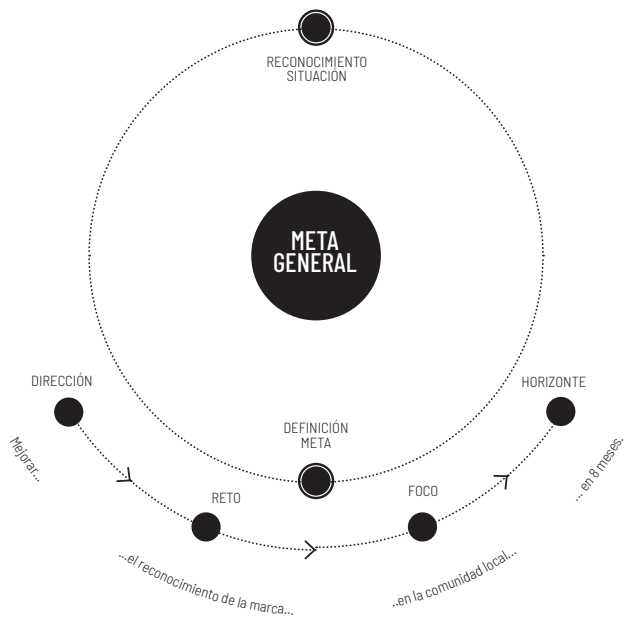 RECONOCIMIENTO
SITUACIÓN
META
GENERAL
DIRECCIÓN
HORIZONTE
DEFINICIÓN
META
RETO
FOCO
Mejorar...
...el reconocimiento de la marca...
..en la comunidad local...
... en 8 meses.